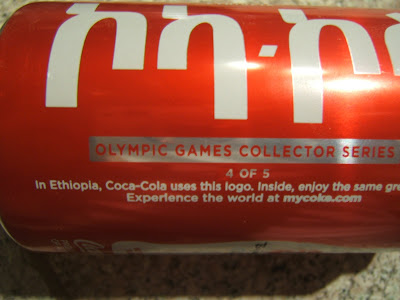 ኮካ-ኮ
OLYMPIC GAMES COLLECTOR SERIES
4 OF 5
In Ethiopia, Coca-Cola uses this logo. Inside, enjoy the same
Experience the world at mycoke.com